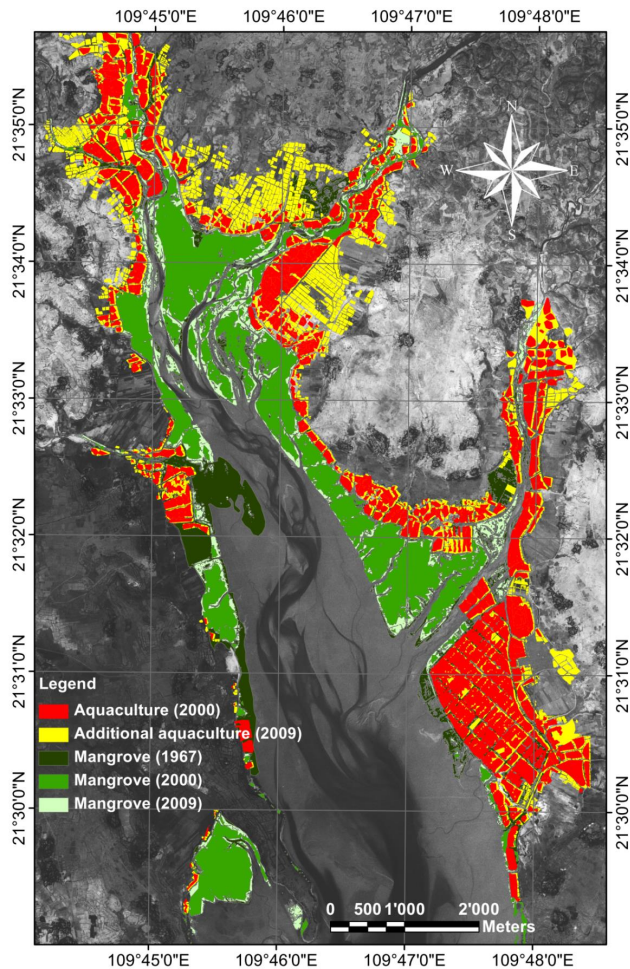 109°45'0"E 109°46'0"E 109°47'0"E 109°48'0"E
N
W E
S
21°35'0"N 21°35'0"N
21°34'0"N 21°34'0"N
21°33'0"N 21°33'0"N
21°32'0"N 21°32'0"N
21°31'0"N 21°31'0"N
21°30'0"N 21°30'0"N
Legend
Aquaculture (2000)
Additional aquaculture (2009)
Mangrove (1967)
Mangrove (2000)
Mangrove (2009)
0 500 1'000 2'000
Meters
109°45'0"E 109°46'0"E 109°47'0"E 109°48'0"E